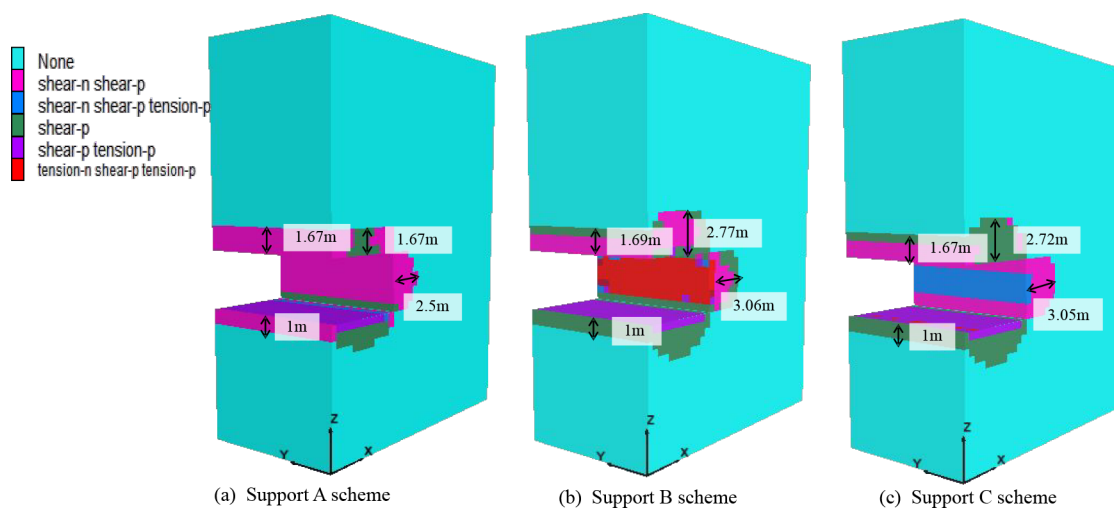 None
shear-n shear-p
shear-n shear-p tension-p
shear-p
shear-p tension-p
tension-n shear-p tension-p
1.67m
1.67m
2.5m
1m
Z
Y
X
(a) Support A scheme
1.69m
2.77m
3.06m
1m
Z
Y
X
(b) Support B scheme
1.67m
2.72m
3.05m
1m
Z
Y
X
(c) Support C scheme